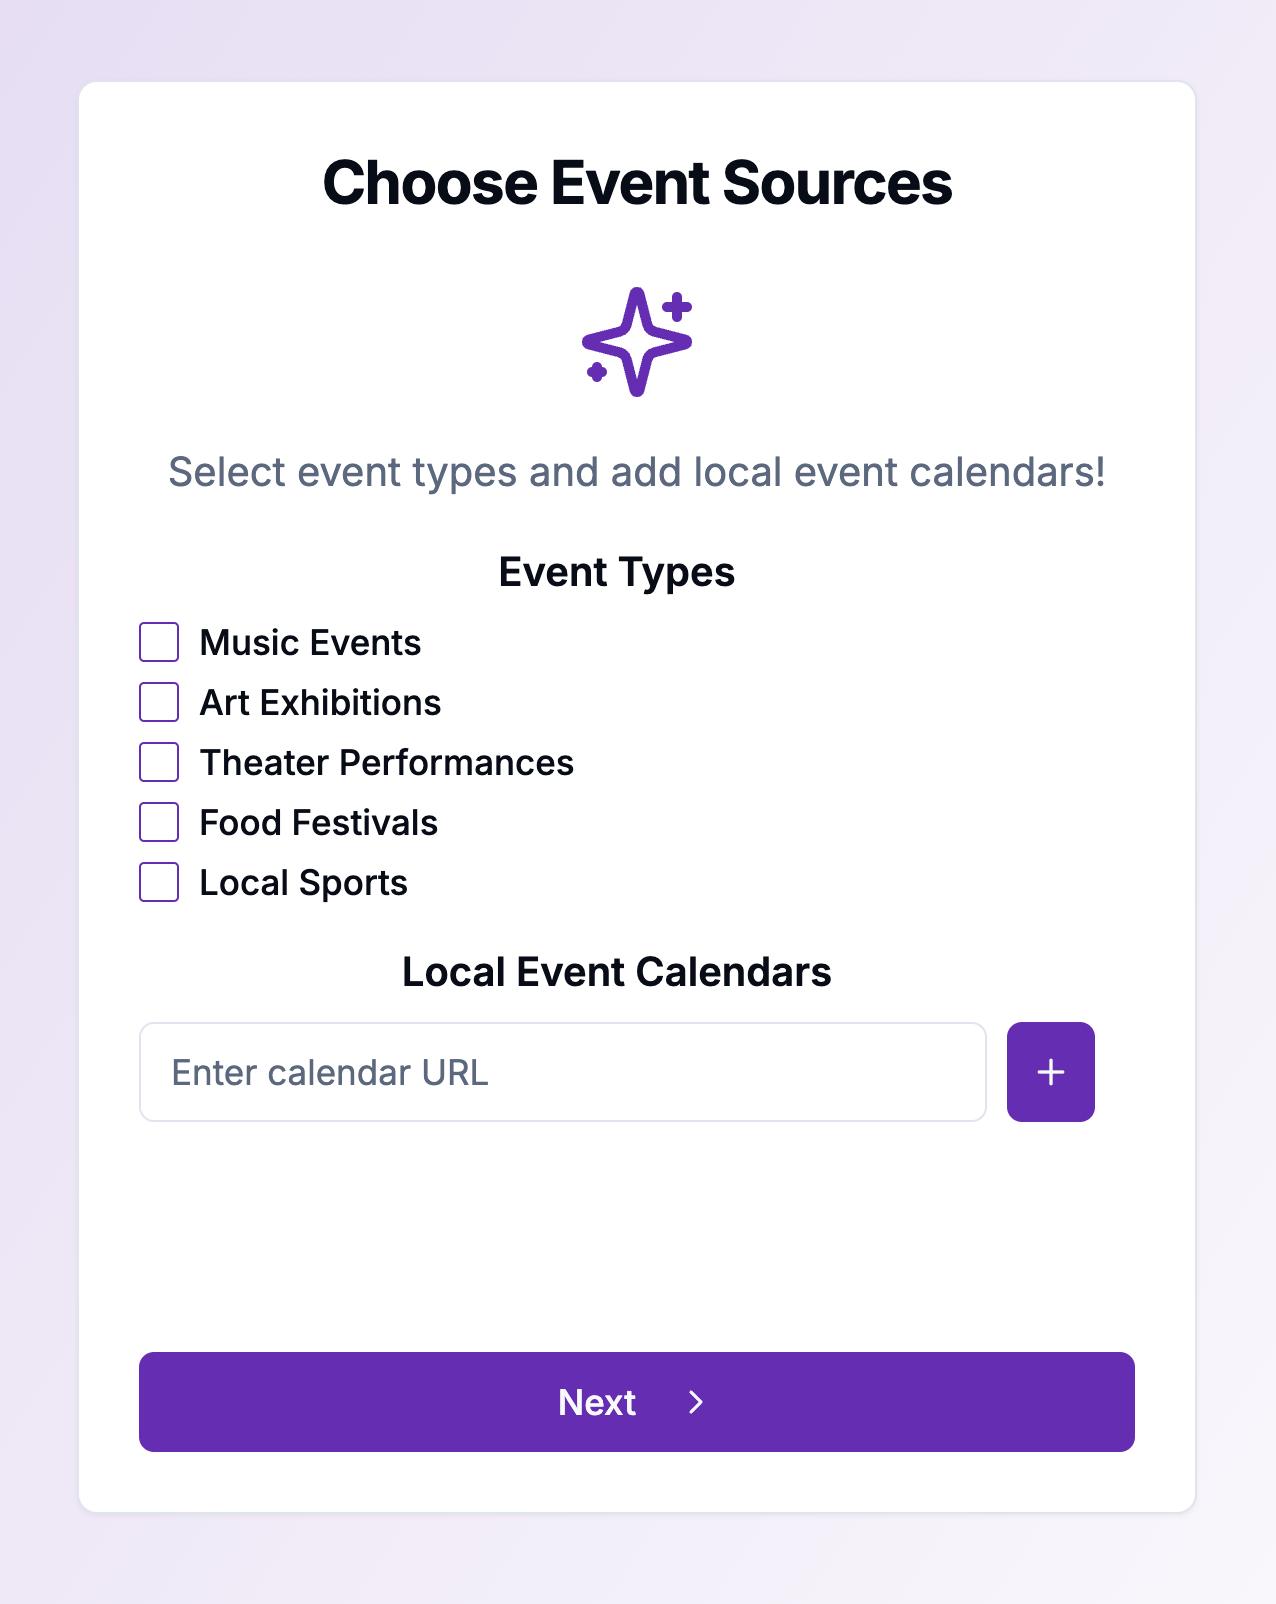 Choose Event Sources
Select event types and add local event calendars!
Event Types
Music Events
Art Exhibitions
Theater Performances
Food Festivals
Local Sports
Local Event Calendars
Enter calendar URL
Next